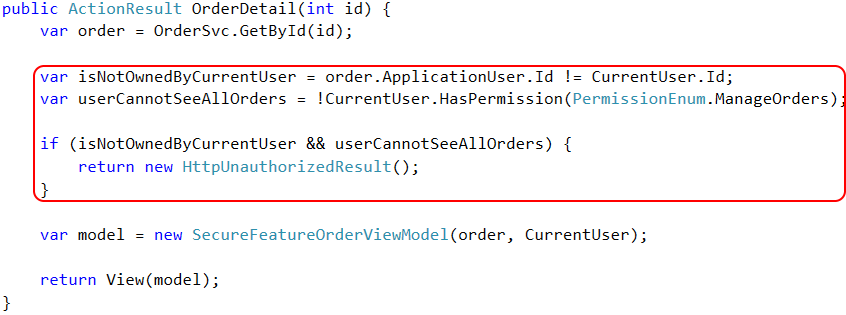 public ActionResult OrderDetail(int id) {
    var order = OrderSvc.GetById(id);

    var isNotOwnedByCurrentUser = order.ApplicationUser.Id != CurrentUser.Id;
    var userCannotSeeAllOrders = !CurrentUser.HasPermission(PermissionEnum.ManageOrders);

    if (isNotOwnedByCurrentUser && userCannotSeeAllOrders) {
        return new HttpUnauthorizedResult();
    }

    var model = new SecureFeatureOrderViewModel(order, CurrentUser);

    return View(model);
}